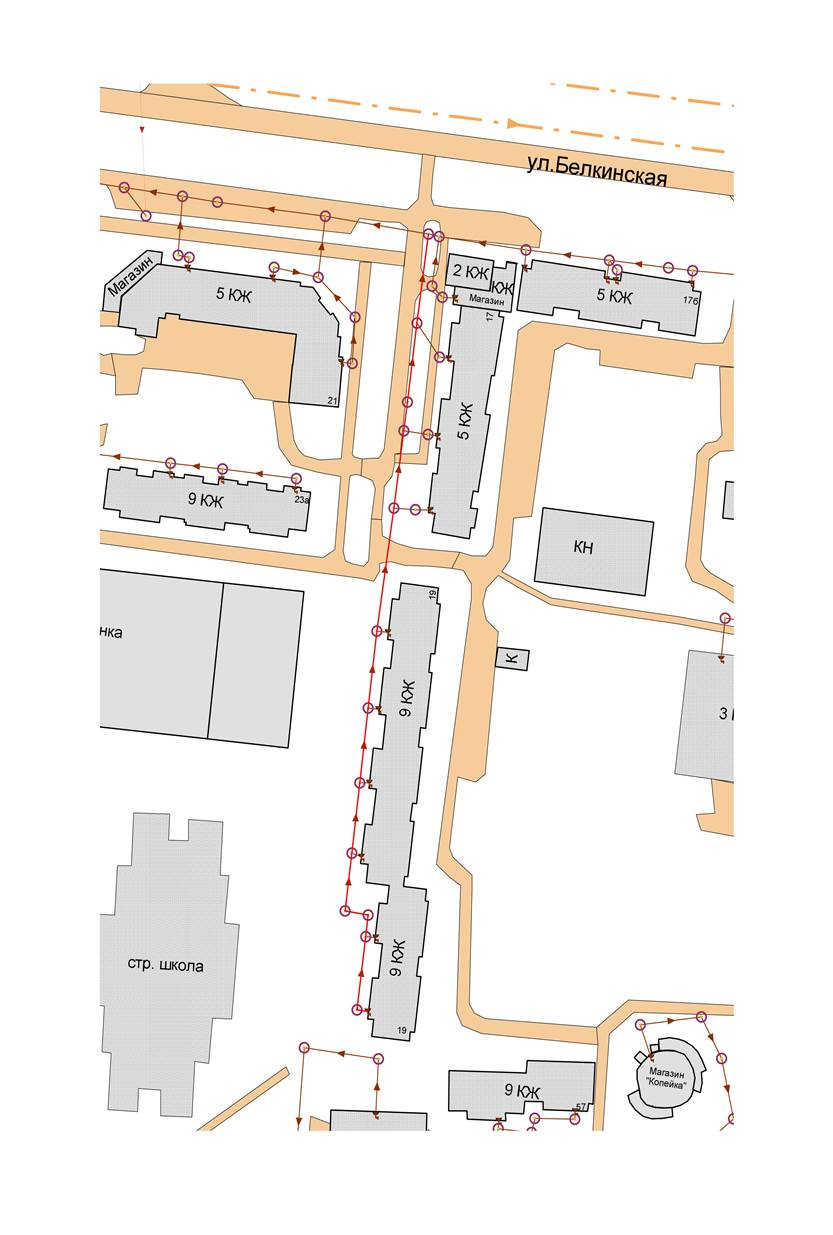 ул.Белкинская
Магазин
5 КЖ
21
2 КЖ
КЖ
Магазин
17
5 КЖ
17б
5 КЖ
9 КЖ
23а
КН
нка
19
9 КЖ
К
3
9 КЖ
19
стр. школа
9 КЖ
57
Магазин
"Копейка"